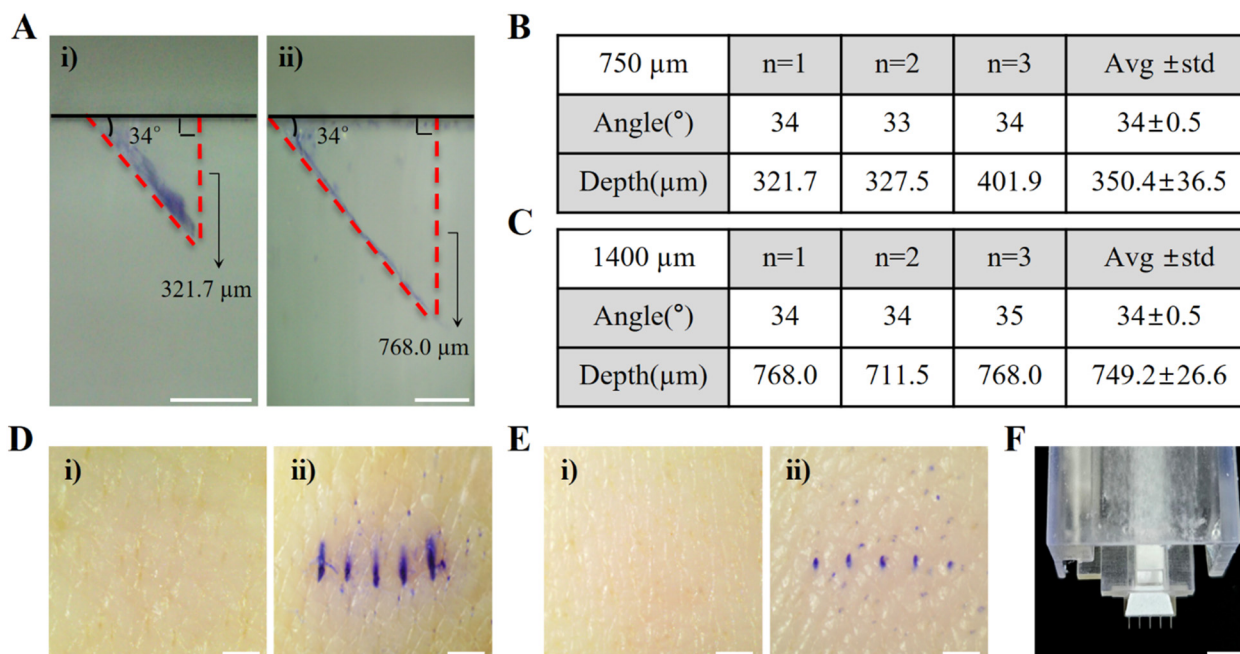 A
i)
34°
321.7 µm
ii)
34°
768.0 µm
B
750 µm n=1 n=2 n=3 Avg ±std
Angle(°) 34 33 34 34±0.5
Depth(µm) 321.7 327.5 401.9 350.4±36.5
C
1400 µm n=1 n=2 n=3 Avg ±std
Angle(°) 34 34 35 34±0.5
Depth(µm) 768.0 711.5 768.0 749.2±26.6
D
i)
ii)
E
i)
ii)
F